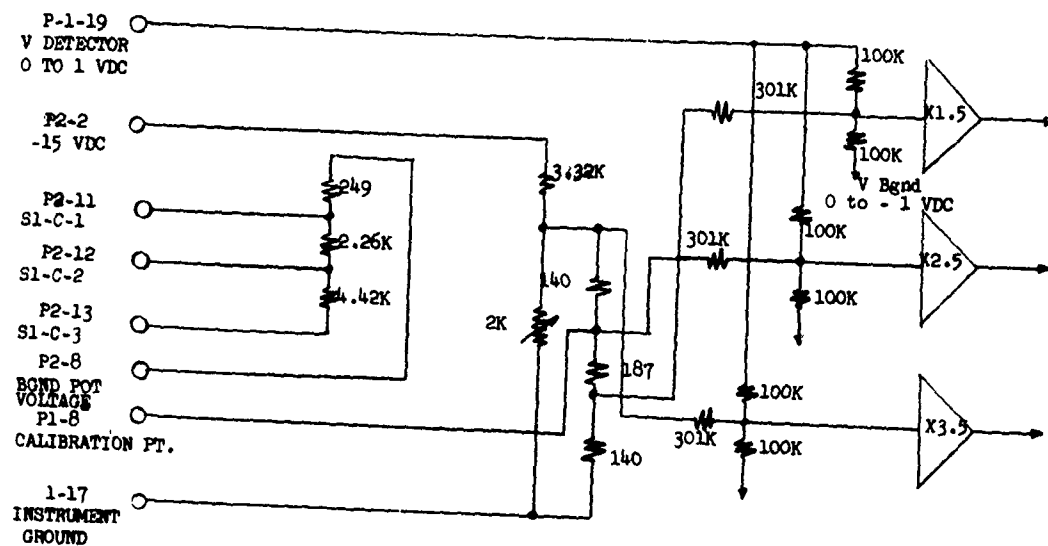 P-1-19
V DETECTOR
0 TO 1 VDC
P2-2
-15 VDC
P2-11
S1-C-1
P2-12
S1-C-2
P2-13
S1-C-3
P2-8
BGND POT
VOLTAGE
P1-8
CALIBRATION PT.
1-17
INSTRUMENT
GROUND
249
2.26K
4.42K
3.32K
140
2K
187
140
301K
100K
X1.5
100K
V Bgnd
0 to - 1 VDC
301K
100K
X2.5
100K
301K
100K
X3.5
100K